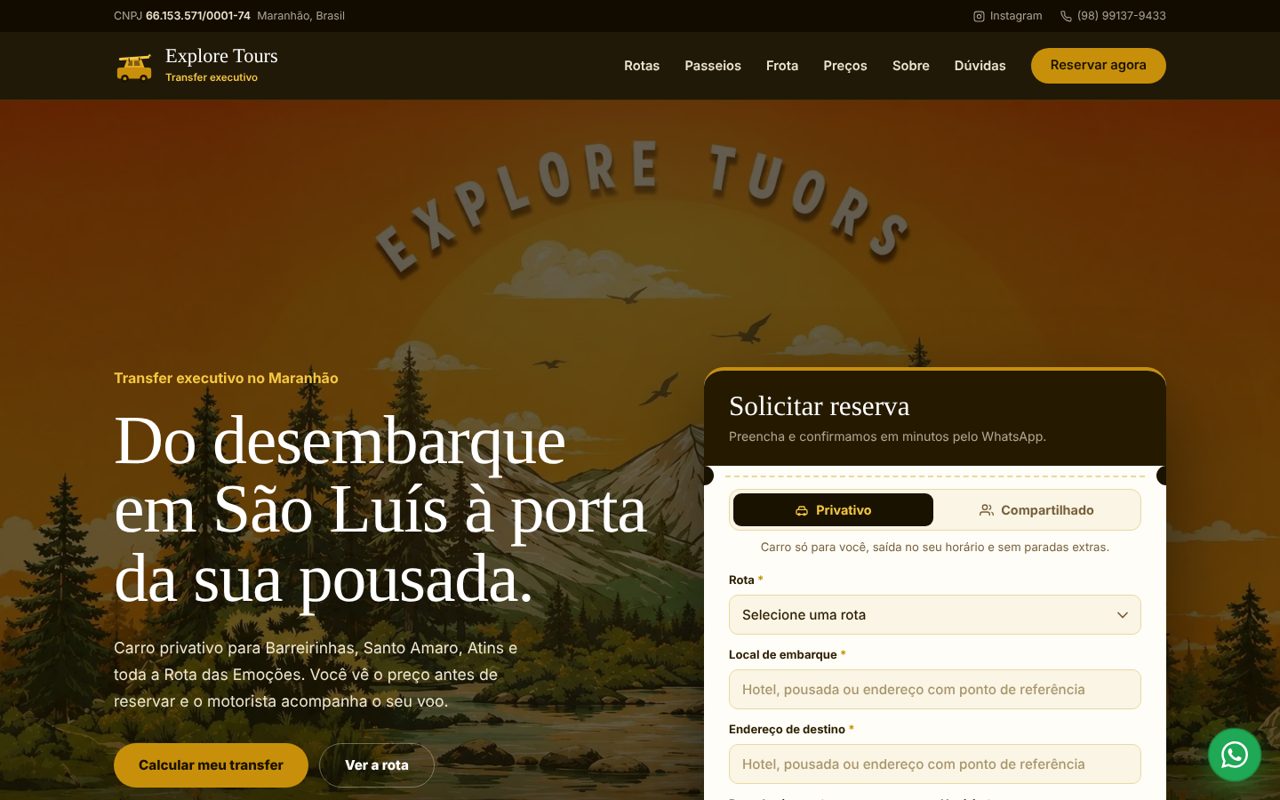 CNPJ 66.153.571/0001-74 Maranhão, Brasil
Instagram (98) 99137-9433
Explore Tours
Transfer executivo
Rotas Passeios Frota Preços Sobre Dúvidas Reservar agora
EXPLORE TUORS
Transfer executivo no Maranhão
Do desembarque
em São Luís à porta
da sua pousada.
Carro privativo para Barreirinhas, Santo Amaro, Atins e
toda a Rota das Emoções. Você vê o preço antes de
reservar e o motorista acompanha o seu voo.
Calcular meu transfer Ver a rota
Solicitar reserva
Preencha e confirmamos em minutos pelo WhatsApp.
Privativo Compartilhado
Carro só para você, saída no seu horário e sem paradas extras.
Rota *
Selecione uma rota
Local de embarque *
Hotel, pousada ou endereço com ponto de referência
Endereço de destino *
Hotel, pousada ou endereço com ponto de referência